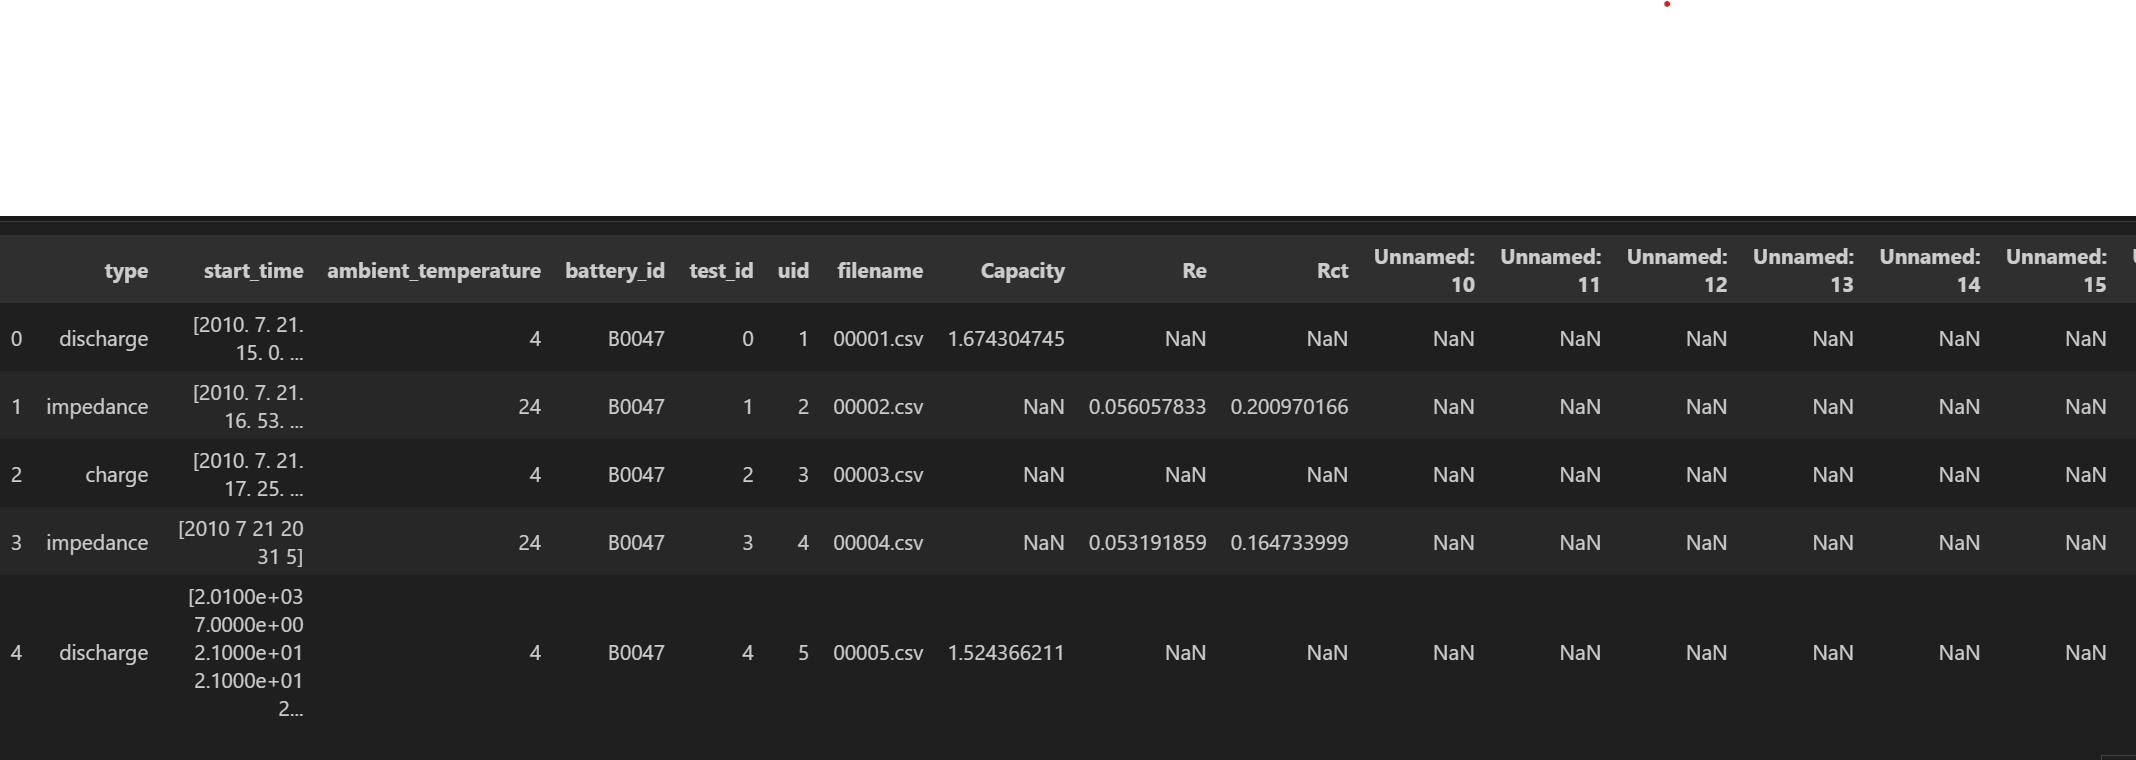 type start_time ambient_temperature battery_id test_id uid filename Capacity Re Rct Unnamed: 10 Unnamed: 11 Unnamed: 12 Unnamed: 13 Unnamed: 14 Unnamed: 15
0 discharge [2010. 7. 21. 15. 0. ... 4 B0047 0 1 00001.csv 1.674304745 NaN NaN NaN NaN NaN NaN NaN NaN
1 impedance [2010. 7. 21. 16. 53. ... 24 B0047 1 2 00002.csv NaN 0.056057833 0.200970166 NaN NaN NaN NaN NaN NaN
2 charge [2010. 7. 21. 17. 25. ... 4 B0047 2 3 00003.csv NaN NaN NaN NaN NaN NaN NaN NaN NaN
3 impedance [2010 7 21 20 31 5] 24 B0047 3 4 00004.csv NaN 0.053191859 0.164733999 NaN NaN NaN NaN NaN NaN
4 discharge [2.0100e+03 7.0000e+00 2.1000e+01 2.1000e+01 2... 4 B0047 4 5 00005.csv 1.524366211 NaN NaN NaN NaN NaN NaN NaN NaN